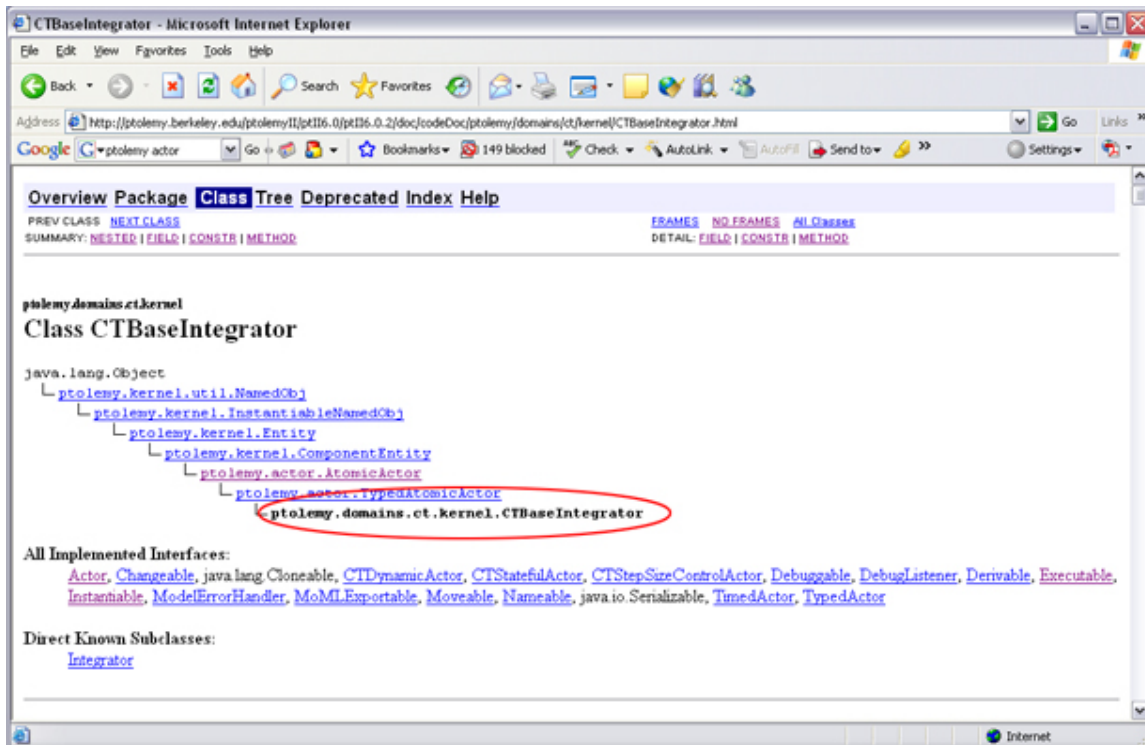 CTBaseIntegrator - Microsoft Internet Explorer
File Edit View Favorites Tools Help
Back Search Favorites
Address http://ptolemy.berkeley.edu/ptolemyII/ptII6.0/ptII6.0.2/doc/codeDoc/ptolemy/domains/ct/kernel/CTBaseIntegrator.html Go Links »
Google G ptolemy actor Go Bookmarks 149 blocked Check AutoLink AutoFill Send to » Settings
Overview Package Class Tree Deprecated Index Help
PREV CLASS NEXT CLASS FRAMES NO FRAMES All Classes
SUMMARY: NESTED | FIELD | CONSTR | METHOD DETAIL: FIELD | CONSTR | METHOD
ptolemy.domains.ct.kernel
Class CTBaseIntegrator
java.lang.Object
ptolemy.kernel.util.NamedObj
ptolemy.kernel.InstantiableNamedObj
ptolemy.kernel.Entity
ptolemy.kernel.ComponentEntity
ptolemy.actor.AtomicActor
ptolemy.actor.TypedAtomicActor
ptolemy.domains.ct.kernel.CTBaseIntegrator
All Implemented Interfaces:
Actor, Changeable, java.lang.Cloneable, CTDynamicActor, CTStatefulActor, CTStepSizeControlActor, Debuggable, DebugListener, Derivable, Executable,
Instantiable, ModelErrorHandler, MoMLExportable, Moveable, Nameable, java.io.Serializable, TimedActor, TypedActor
Direct Known Subclasses:
Integrator
Internet